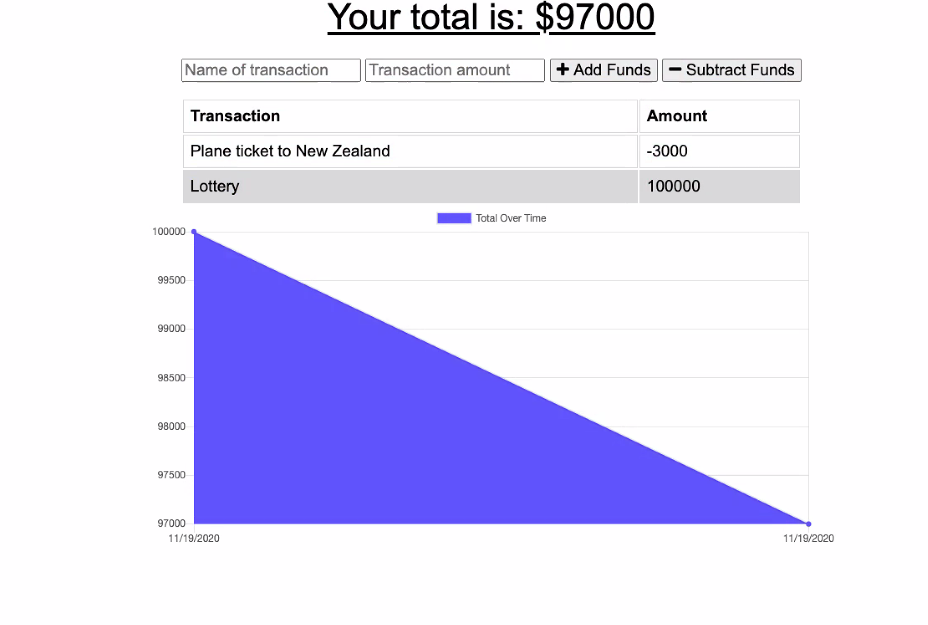 Your total is: $97000
Name of transaction Transaction amount + Add Funds − Subtract Funds
Transaction Amount
Plane ticket to New Zealand -3000
Lottery 100000
Total Over Time
100000
99500
99000
98500
98000
97500
97000
11/19/2020 11/19/2020